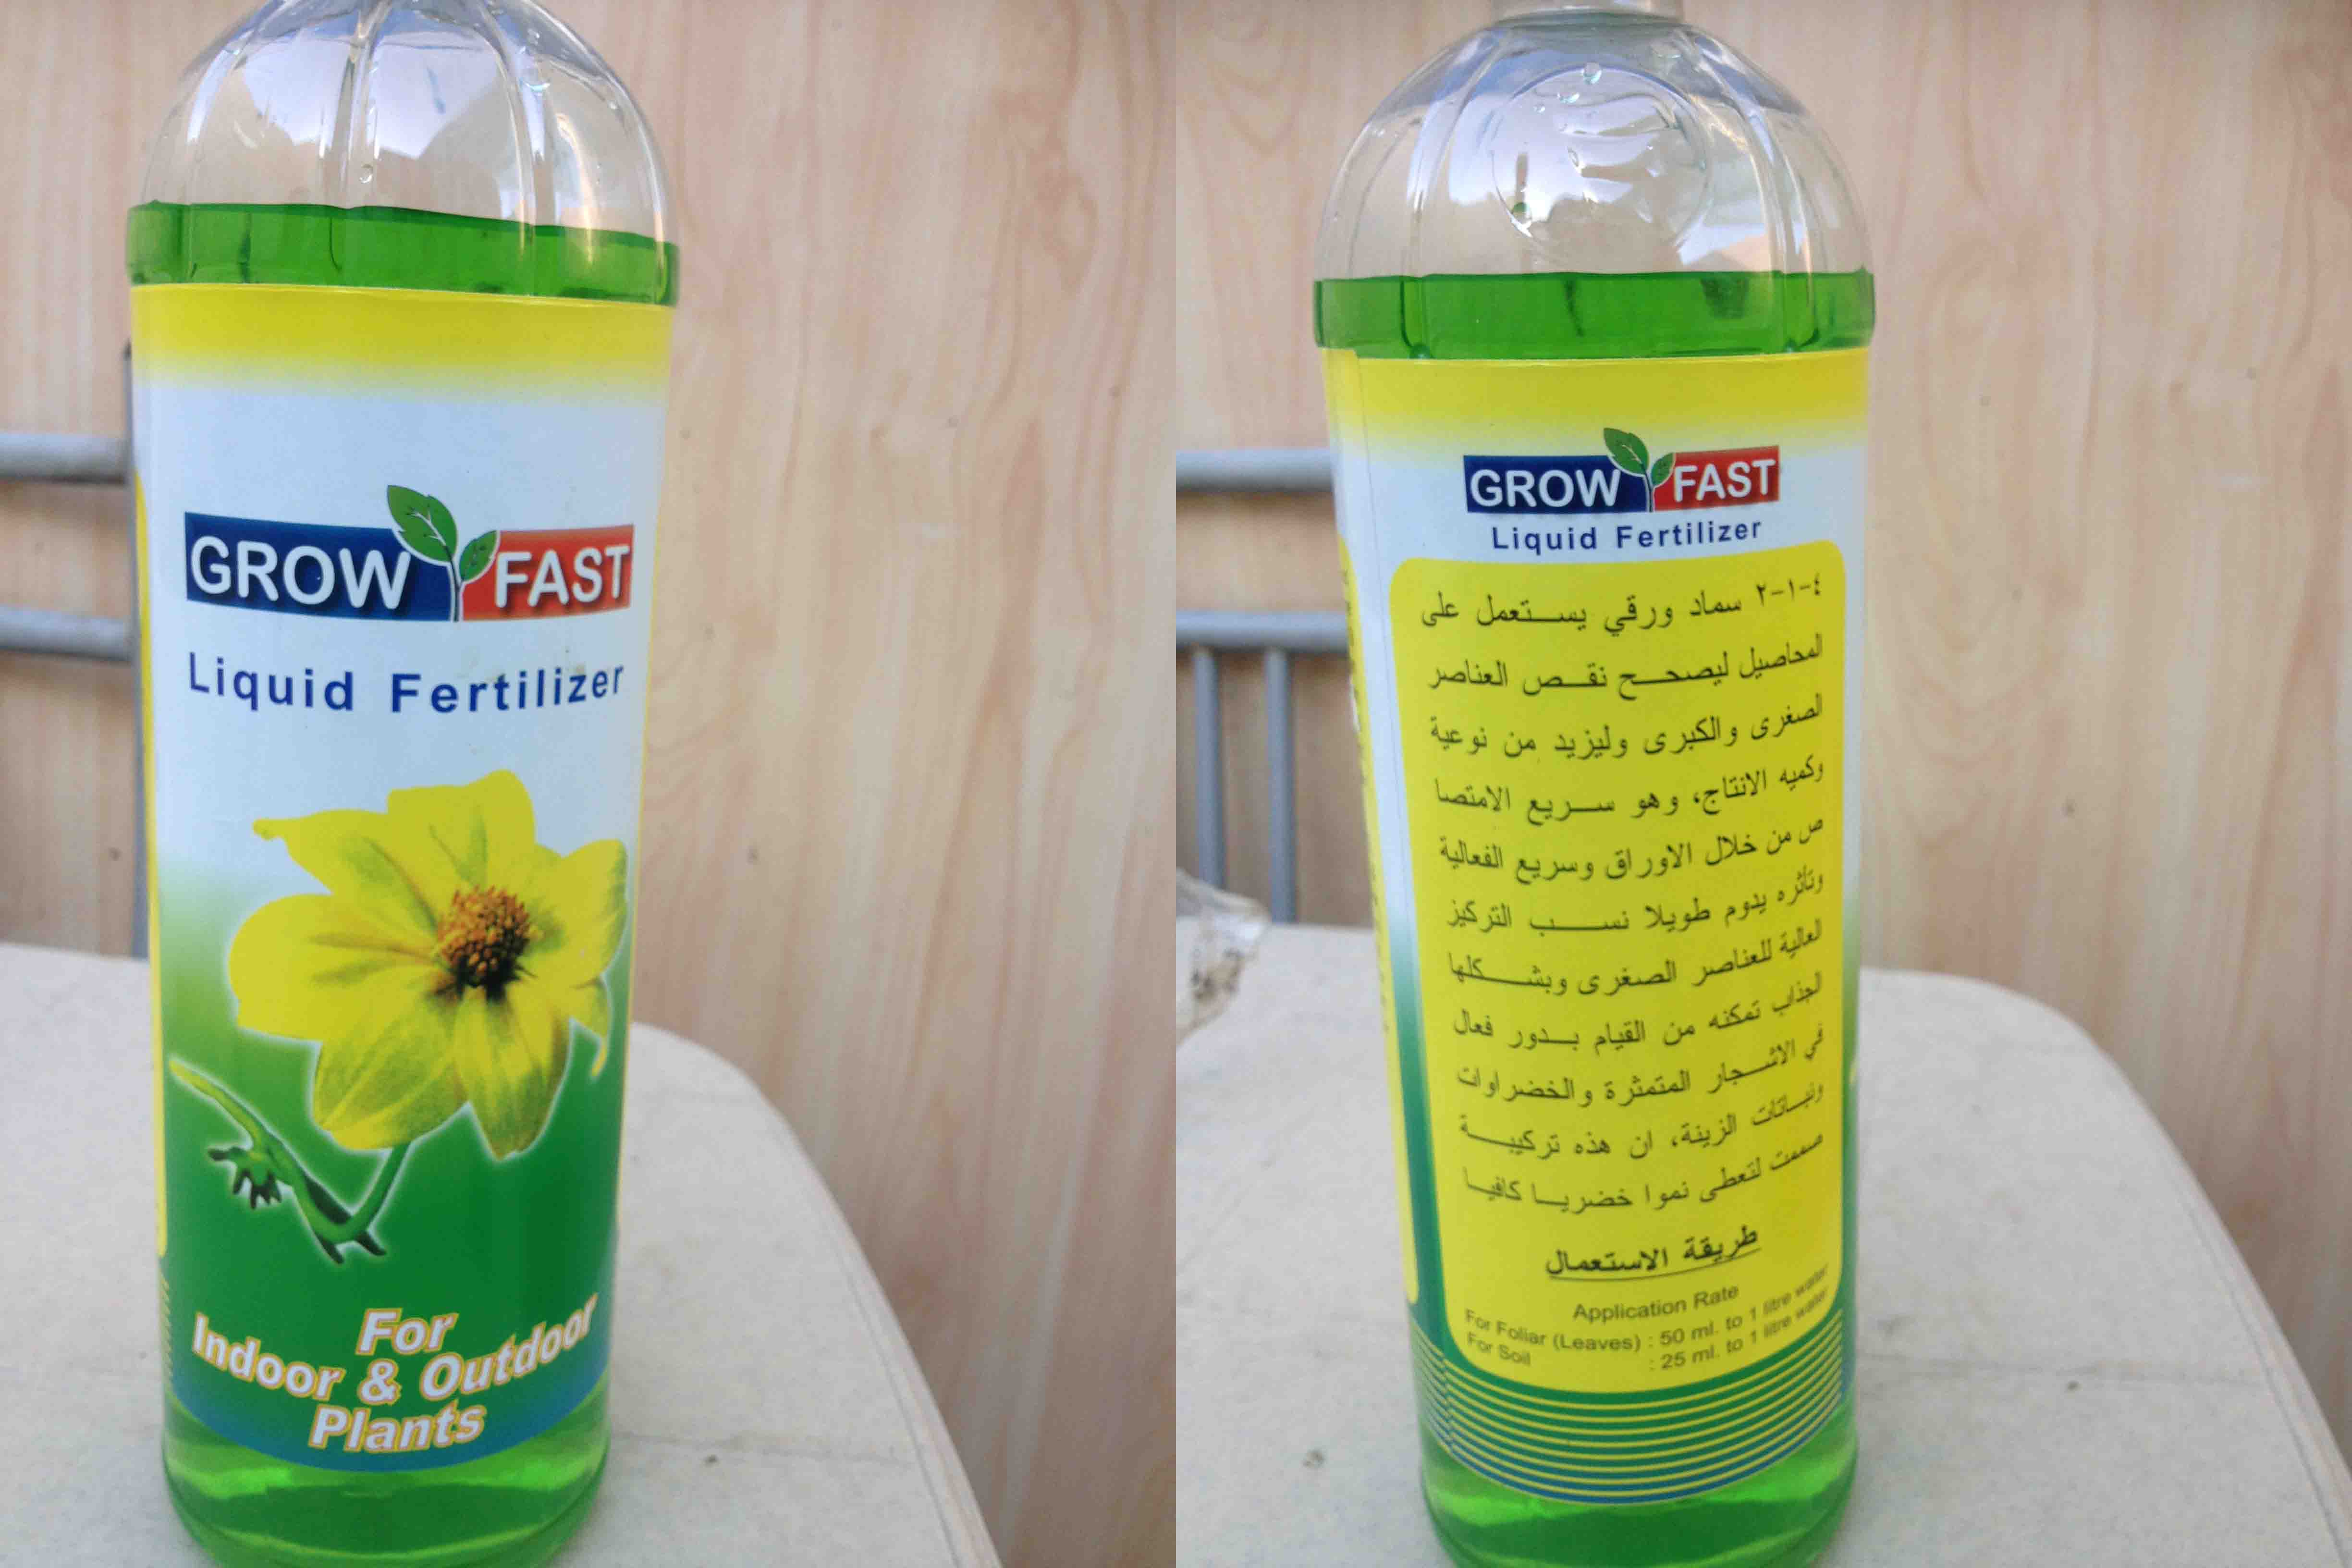 GROW FAST
Liquid Fertilizer
For
Indoor & Outdoor
Plants
GROW FAST
Liquid Fertilizer
٤-١-٢ سماد ورقي يستعمل على
المحاصيل ليصحح نقص العناصر
الصغرى والكبرى وليزيد من نوعية
وكميه الانتاج، وهو سريع الامتصا
ص من خلال الاوراق وسريع الفعالية
وتاثره يدوم طويلا نسب التركيز
لعالية للعناصر الصغرى وبشكلها
الجذاب تمكنه من القيام بدور فعال
في الاشجار المتمثرة والخضراوات
ونباتات الزينة، ان هذه تركيبة
صممت لتعطى نموا خضريا كافيا
طريقة الاستعمال
Application Rate
For Foliar (Leaves) : 50 ml. to 1 litre water
For Soil : 25 ml. to 1 litre water